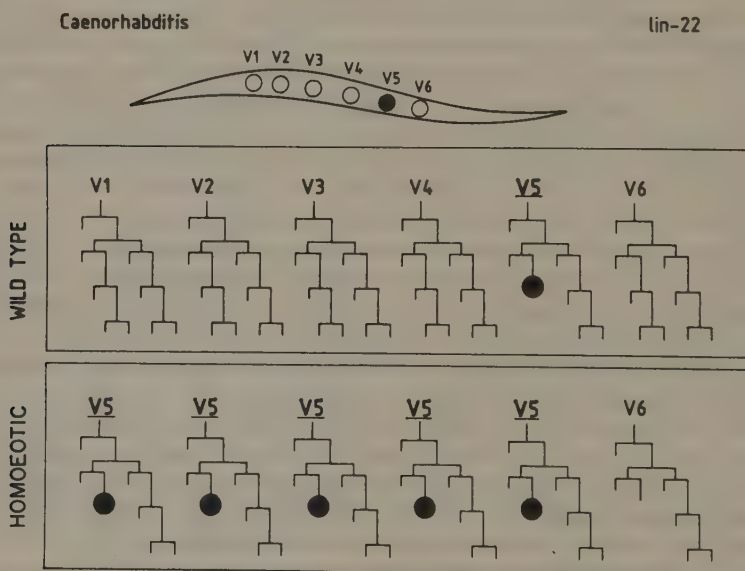 Caenorhabditis lin-22
V1 V2 V3 V4 V5 V6
WILD TYPE
V1 V2 V3 V4 V5 V6
HOMOEOTIC
V5 V5 V5 V5 V5 V6